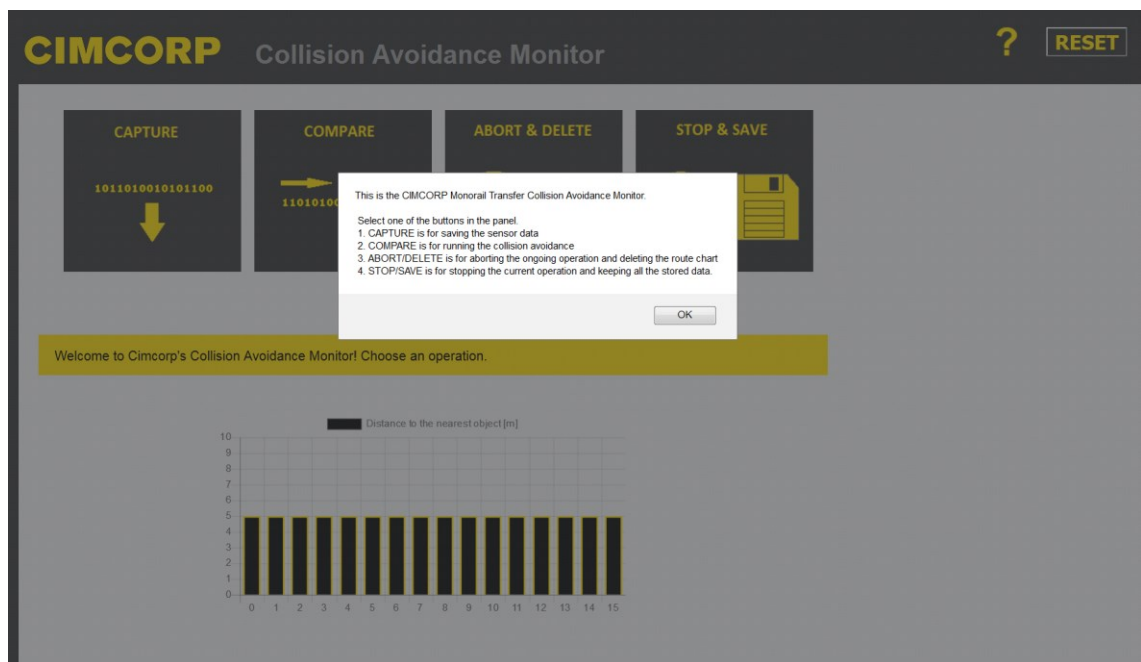 CIMCORP Collision Avoidance Monitor ? RESET
CAPTURE COMPARE ABORT & DELETE STOP & SAVE
1011010010101100
11010100
This is the CIMCORP Monorail Transfer Collision Avoidance Monitor.
Select one of the buttons in the panel.
1. CAPTURE is for saving the sensor data
2. COMPARE is for running the collision avoidance
3. ABORT/DELETE is for aborting the ongoing operation and deleting the route chart
4. STOP/SAVE is for stopping the current operation and keeping all the stored data.
OK
Welcome to Cimcorp's Collision Avoidance Monitor! Choose an operation.
Distance to the nearest object [m]
10
9
8
7
6
5
4
3
2
1
0
0 1 2 3 4 5 6 7 8 9 10 11 12 13 14 15